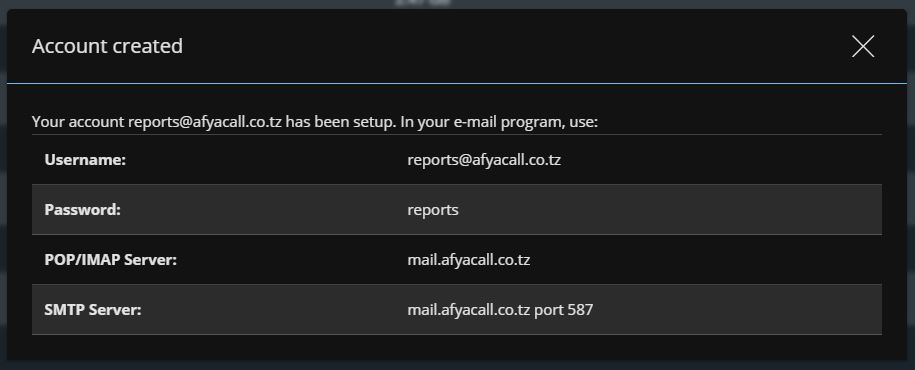 Account created
Your account reports@afyacall.co.tz has been setup. In your e-mail program, use:
Username: reports@afyacall.co.tz
Password: reports
POP/IMAP Server: mail.afyacall.co.tz
SMTP Server: mail.afyacall.co.tz port 587